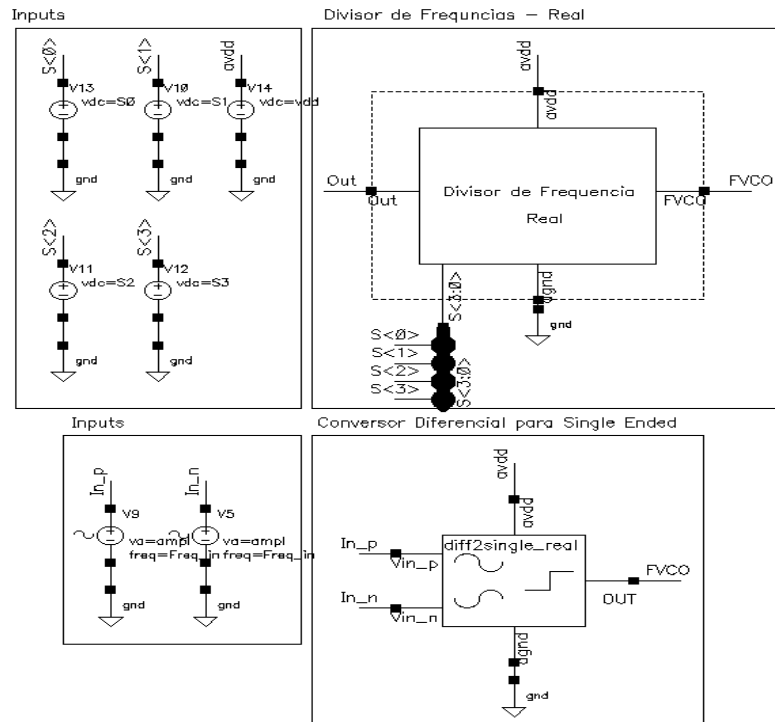 Inputs
S<0>
S<1>
avdd
V13
vdc=S0
V10
vdc=S1
V14
vdc=vdd
gnd
gnd
gnd
S<2>
S<3>
V11
vdc=S2
V12
vdc=S3
gnd
gnd
Divisor de Frequncias - Real
avdd
avdd
Out
Out
Divisor de Frequencia
Real
FVCO
FVCO
S<3:0>
agnd
gnd
S<0>
S<1>
S<2>
S<3>
S<3:0>
Inputs
In_p
In_n
V9
va=ampl
freq=Freq_in
V5
va=ampl
freq=Freq_in
gnd
gnd
Conversor Diferencial para Single Ended
avdd
avdd
diff2single_real
In_p
Vin_p
In_n
Vin_n
FVCO
OUT
agnd
gnd